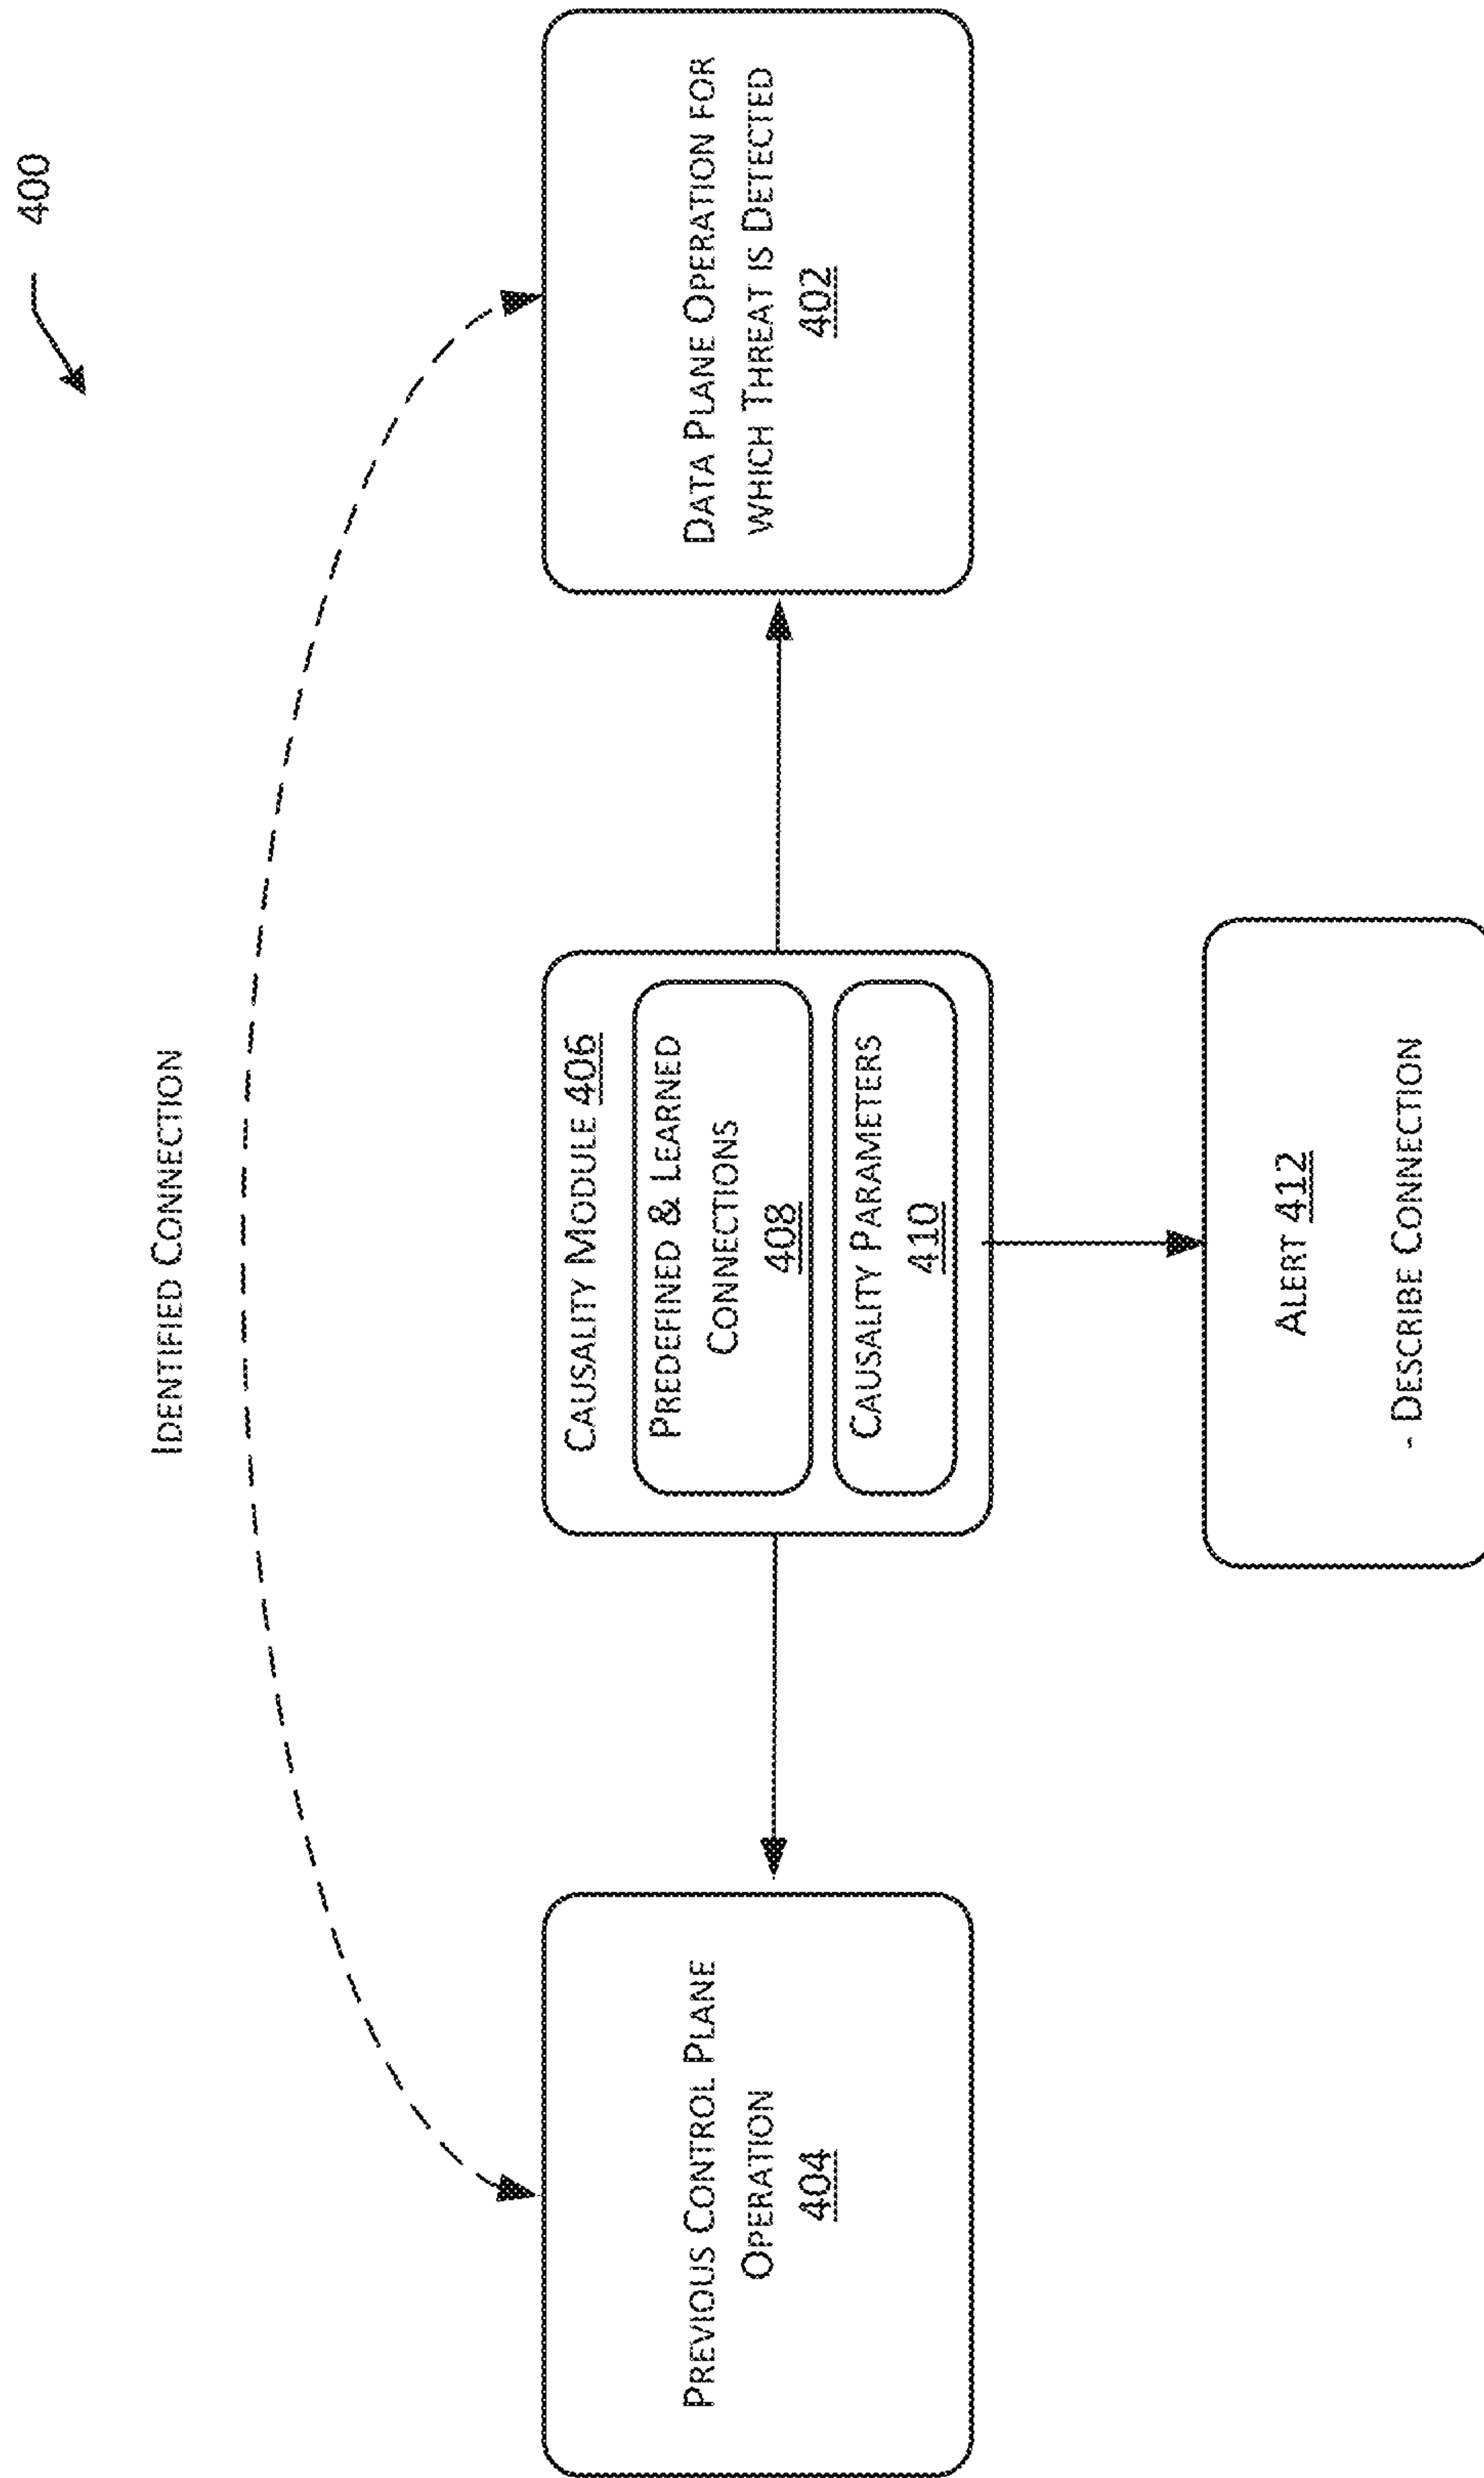 400
IDENTIFIED CONNECTION
PREVIOUS CONTROL PLANE
OPERATION
404
CAUSALITY MODULE 406
PREDEFINED & LEARNED
CONNECTIONS
408
CAUSALITY PARAMETERS
410
DATA PLANE OPERATION FOR
WHICH THREAT IS DETECTED
402
ALERT 412
- DESCRIBE CONNECTION